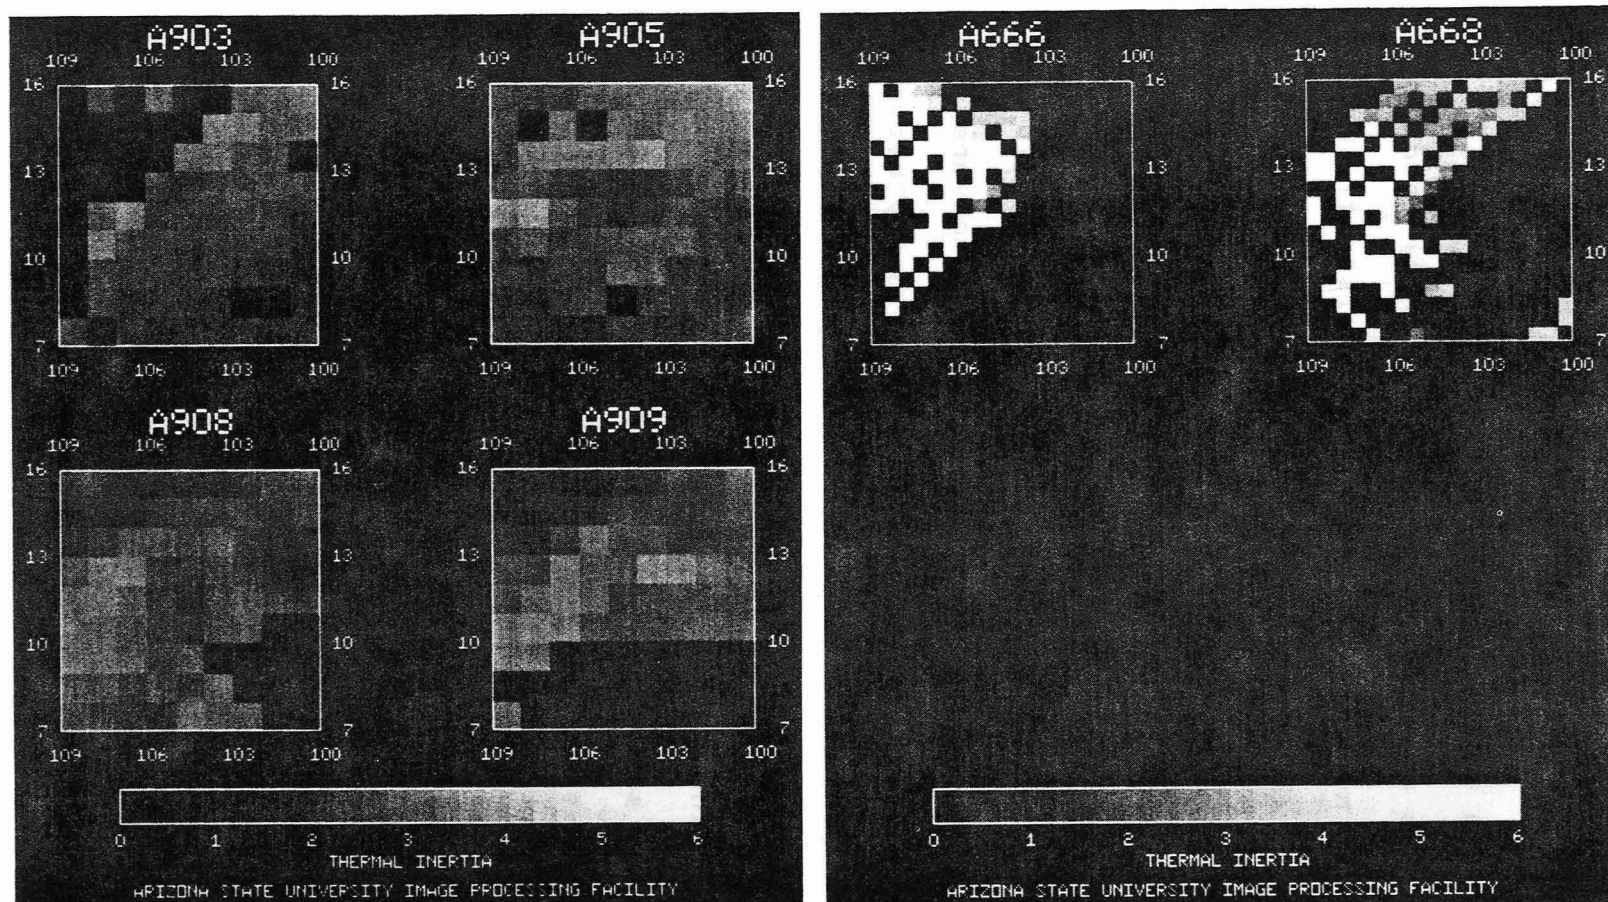 A903 A905
109 106 103 100 109 106 103 100
16 16 16 16
13 13 13 13
10 10 10 10
7 7 7 7
109 106 103 100 109 106 103 100
A908 A909
109 106 103 100 109 106 103 100
16 16 16 16
13 13 13 13
10 10 10 10
7 7 7 7
109 106 103 100 109 106 103 100
0 1 2 3 4 5 6
THERMAL INERTIA
ARIZONA STATE UNIVERSITY IMAGE PROCESSING FACILITY
A666 A668
109 106 103 100 109 106 103 100
16 16 16 16
13 13 13 13
10 10 10 10
7 7 7 7
109 106 103 100 109 106 103 100
0 1 2 3 4 5 6
THERMAL INERTIA
ARIZONA STATE UNIVERSITY IMAGE PROCESSING FACILITY